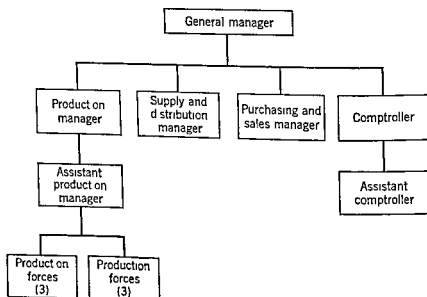 General manager
Product on
manager
Supply and
d stribution
manager
Purchasing and
sales manager
Comptroller
Assistant
product on
manager
Assistant
comptroller
Product on
forces
(3)
Production
forces
(3)